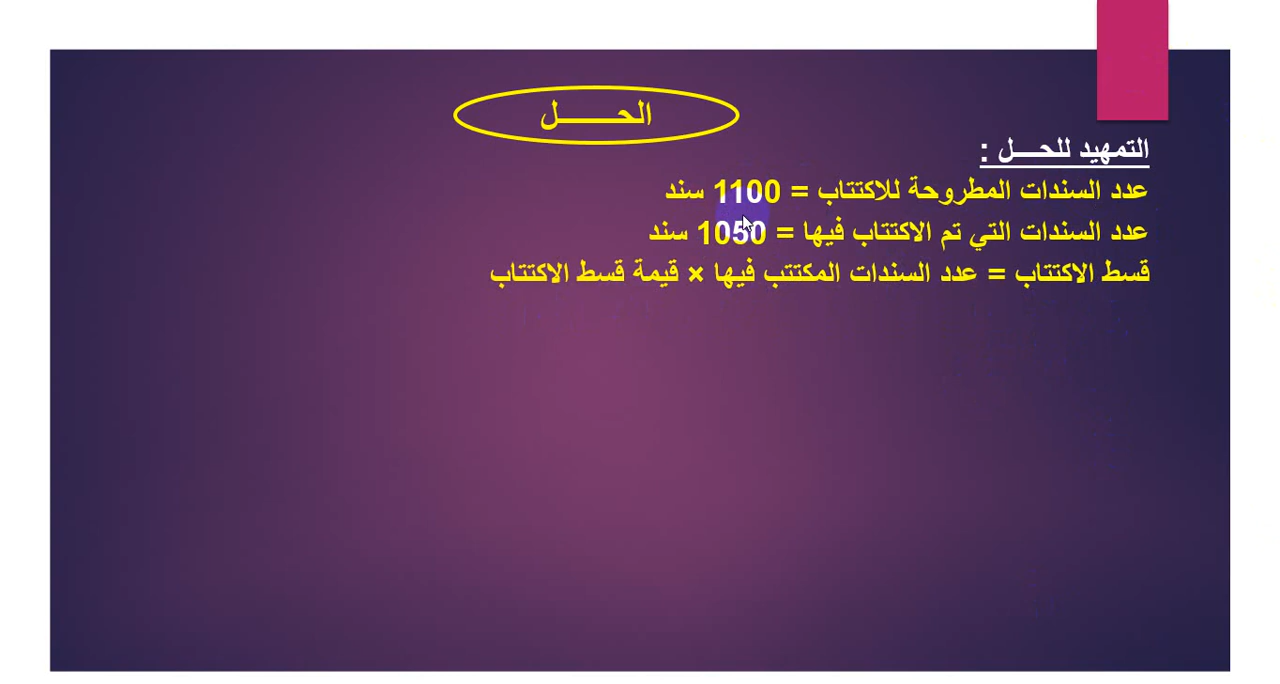 الحـــــــل
التمهيد للحـــل :
عدد السندات المطروحة للاكتتاب = 1100 سند
عدد السندات التي تم الاكتتاب فيها = 1050 سند
قسط الاكتتاب = عدد السندات المكتتب فيها × قيمة قسط الاكتتاب